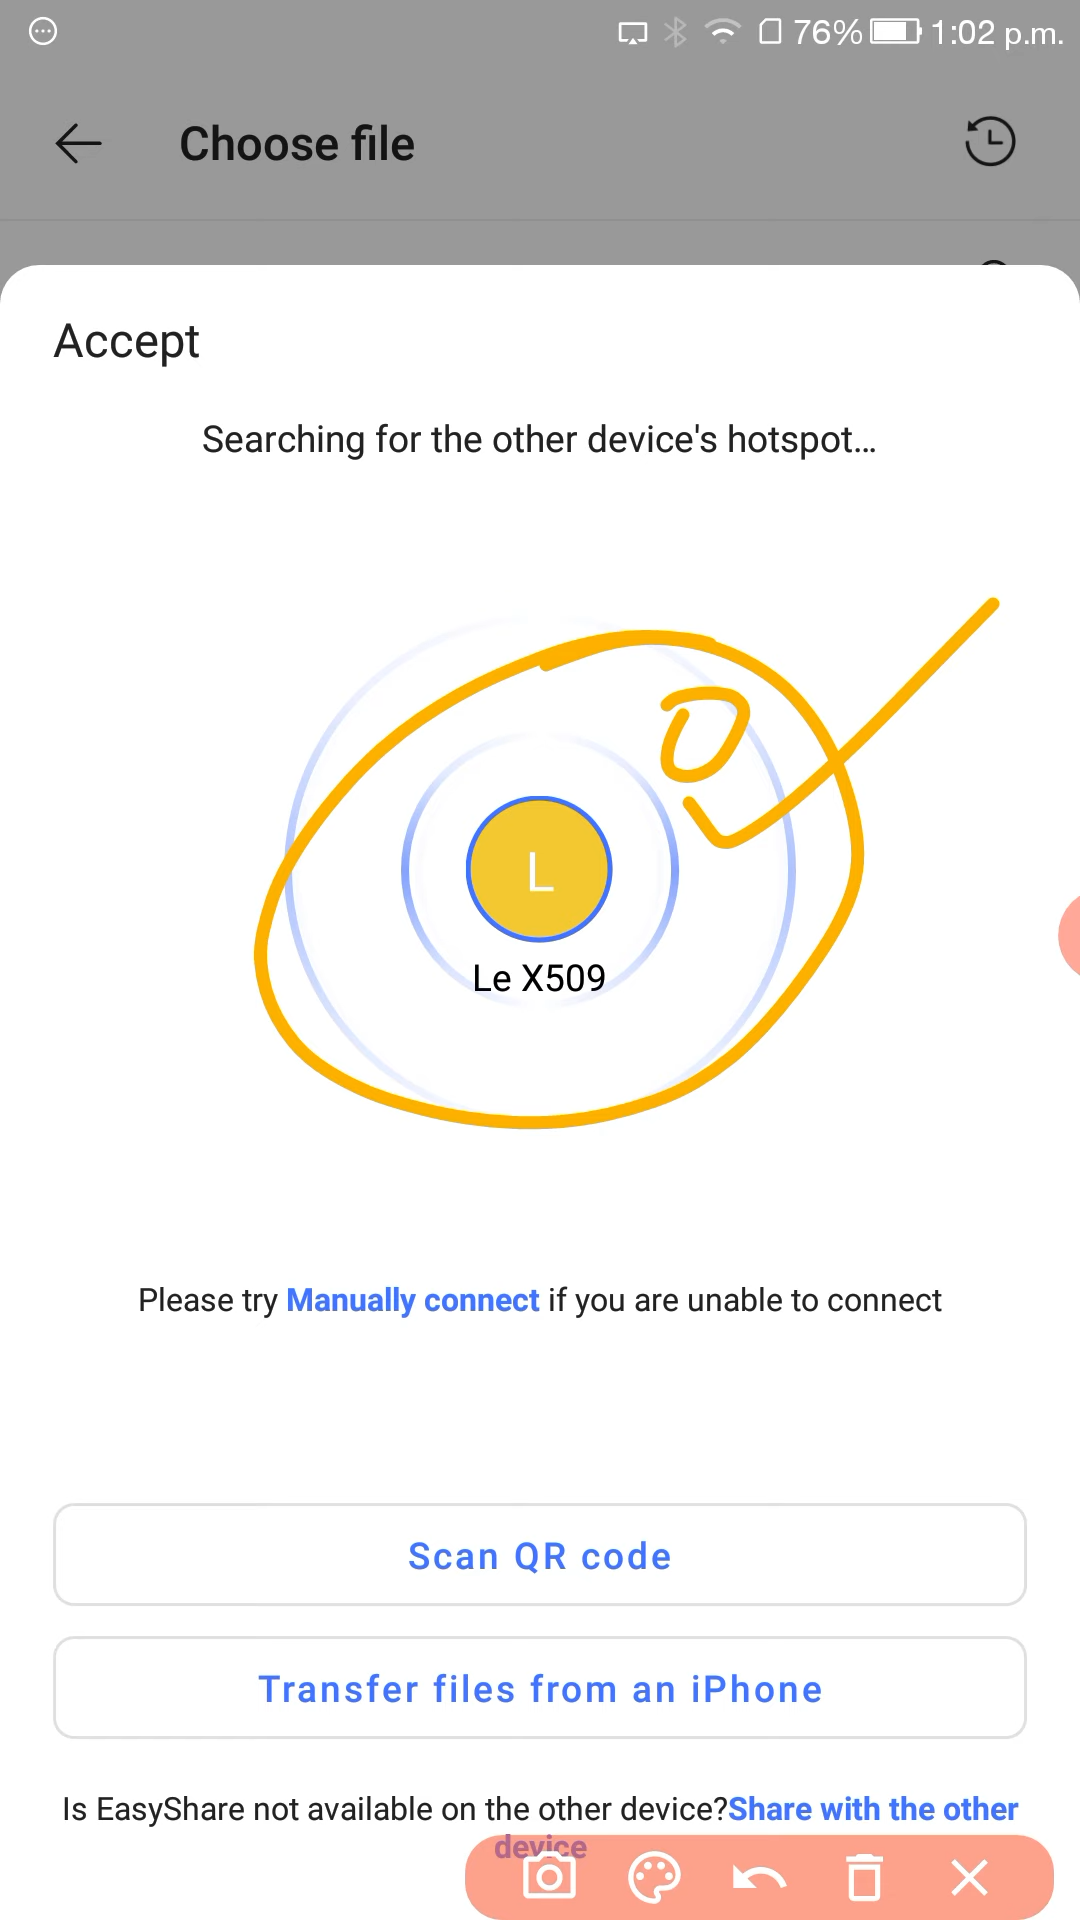 76% 1:02 p.m.
Choose file
Accept
Searching for the other device's hotspot...
L
Le X509
Please try Manually connect if you are unable to connect
Scan QR code
Transfer files from an iPhone
Is EasyShare not available on the other device?Share with the other
device